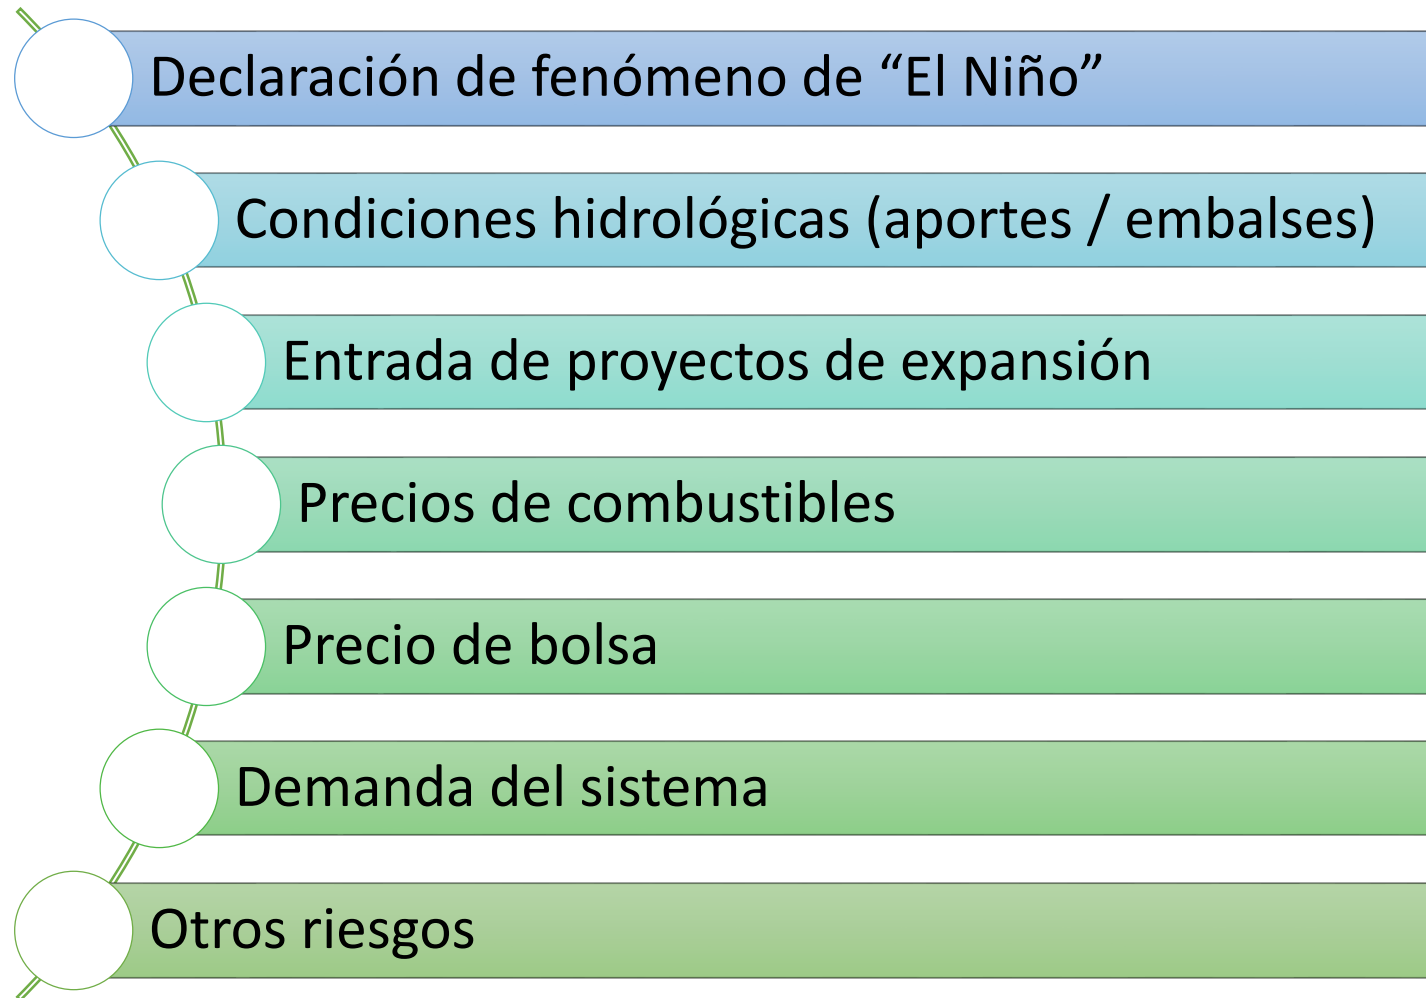 Declaración de fenómeno de “El Niño”
Condiciones hidrológicas (aportes / embalses)
Entrada de proyectos de expansión
Precios de combustibles
Precio de bolsa
Demanda del sistema
Otros riesgos